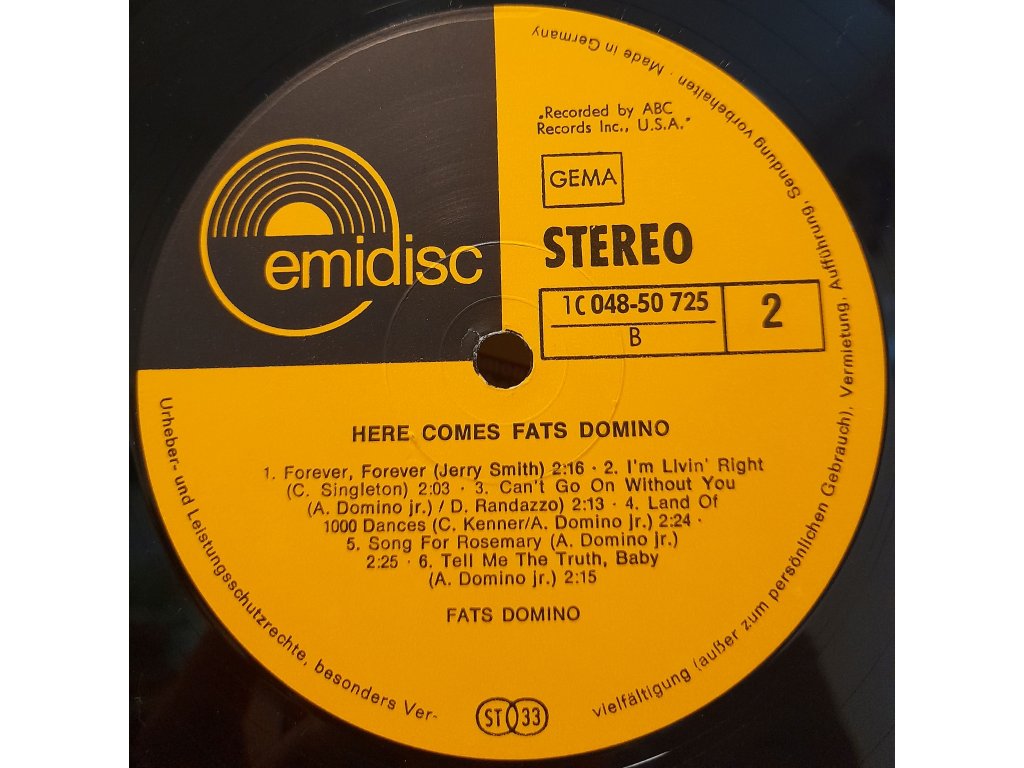 Urheber- und Leistungsschutzrechte, besonders Ver-
vielfältigung (außer zum persönlichen Gebrauch), Vermietung, Aufführung, Sendung vorbehalten · Made in Germany
„Recorded by ABC
Records Inc., U.S.A."
GEMA
emidisc
STEREO
1C 048-50 725
B
2
HERE COMES FATS DOMINO
1. Forever, Forever (Jerry Smith) 2:16 · 2. I'm Livin' Right
(C. Singleton) 2:03 · 3. Can't Go On Without You
(A. Domino jr.) / D. Randazzo) 2:13 · 4. Land Of
1000 Dances (C. Kenner/A. Domino jr.) 2:24 ·
5. Song For Rosemary (A. Domino jr.)
2:25 · 6. Tell Me The Truth, Baby
(A. Domino jr.) 2:15
FATS DOMINO
ST 33